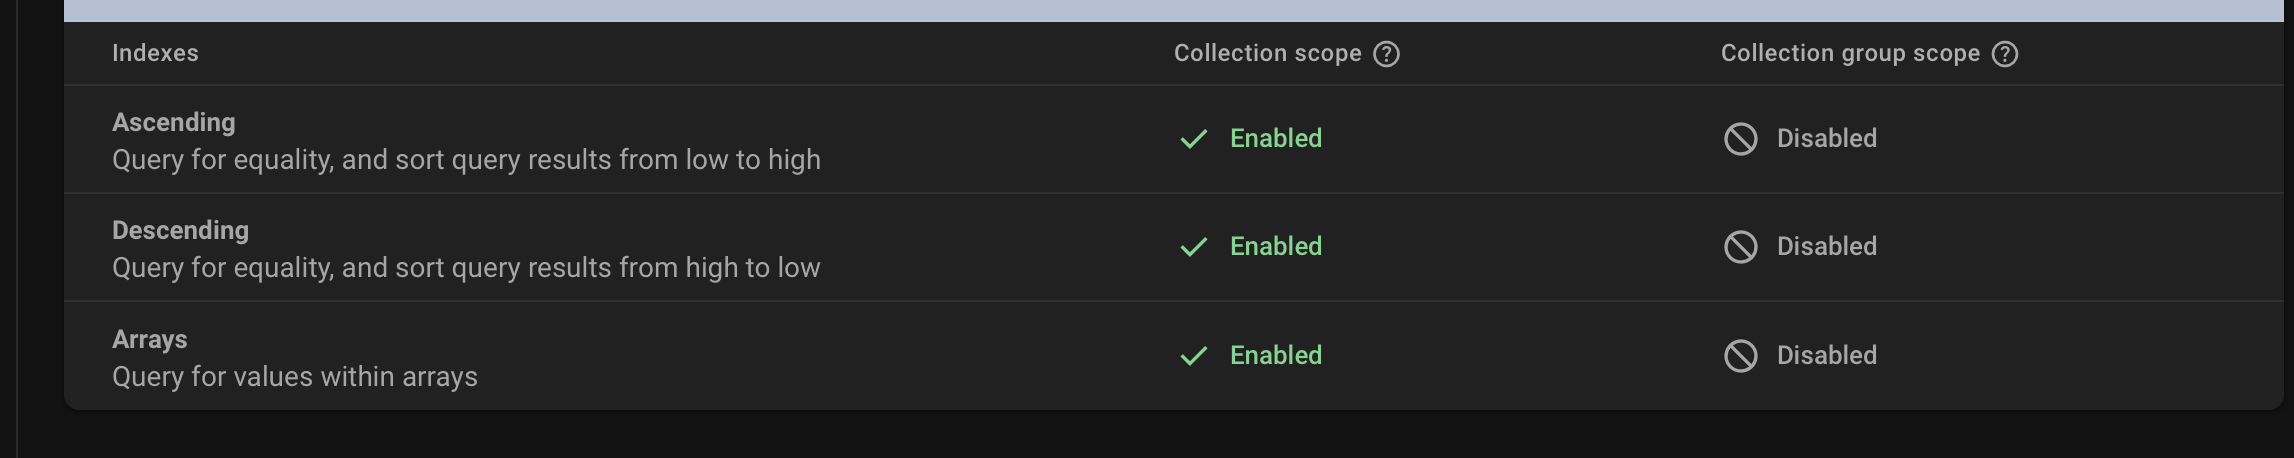 Indexes Collection scope Collection group scope
Ascending
Query for equality, and sort query results from low to high
Enabled Disabled
Descending
Query for equality, and sort query results from high to low
Enabled Disabled
Arrays
Query for values within arrays
Enabled Disabled